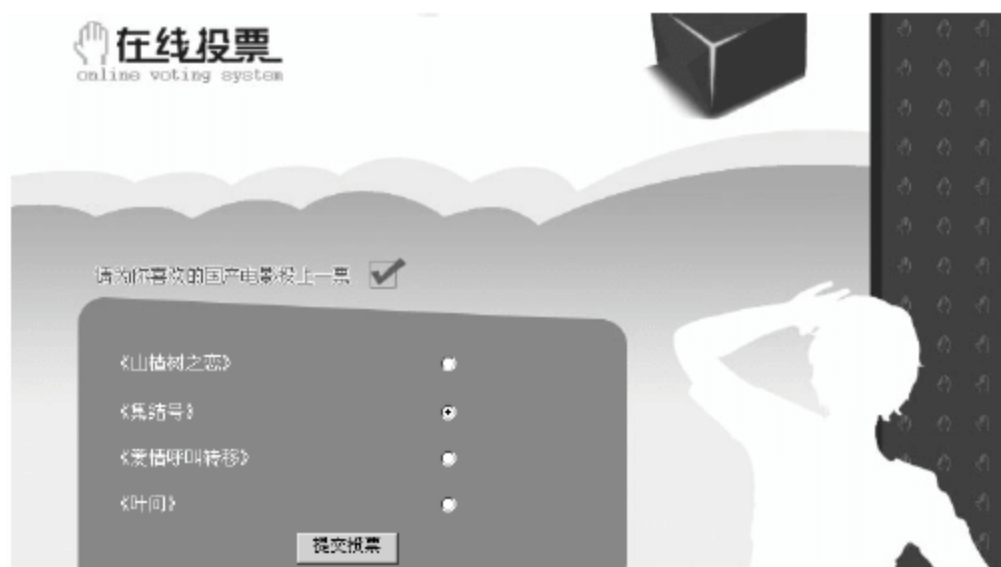 在线投票
online voting system
请为你喜欢的国产电影投上一票
《山楂树之恋》
《集结号》
《爱情呼叫转移》
《叶问》
提交投票